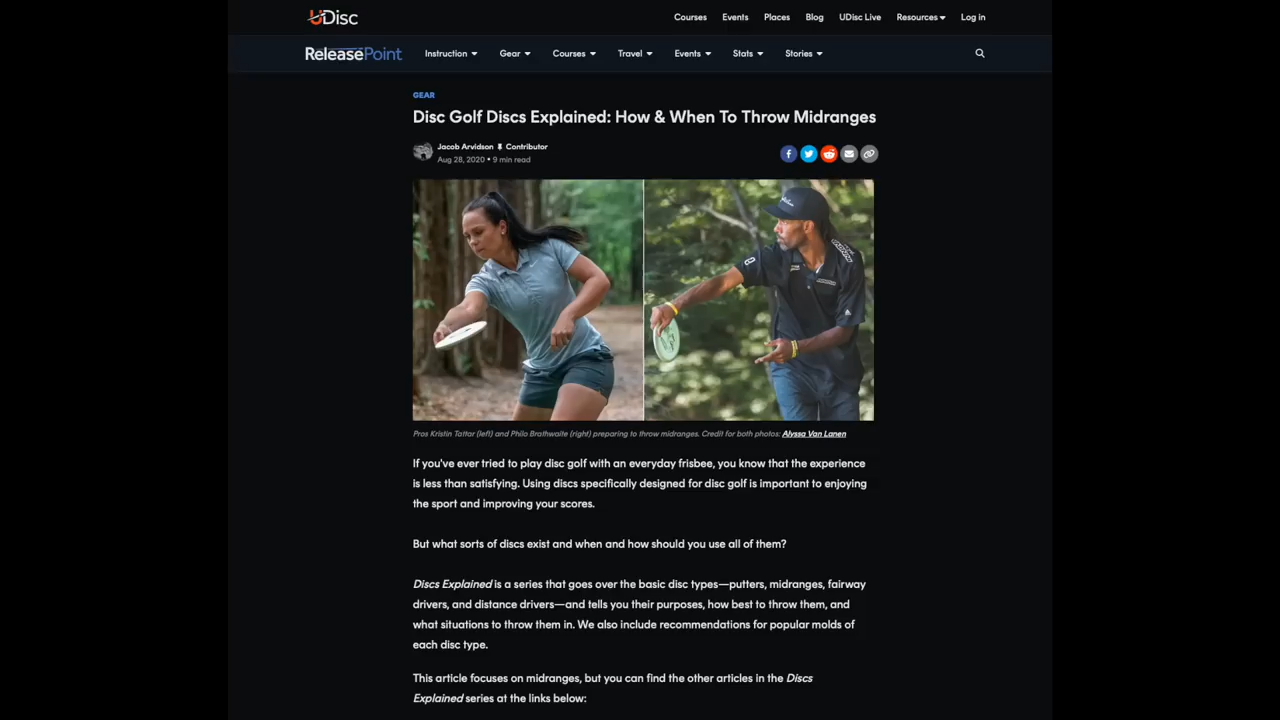 UDisc
Courses Events Places Blog UDisc Live Resources Log in
ReleasePoint Instruction Gear Courses Travel Events Stats Stories
GEAR
Disc Golf Discs Explained: How & When To Throw Midranges
Jacob Arvidson Contributor
Aug 28, 2020 • 9 min read
8
Pros Kristin Tattar (left) and Philo Brathwaite (right) preparing to throw midranges. Credit for both photos: Alyssa Van Lanen
If you've ever tried to play disc golf with an everyday frisbee, you know that the experience
is less than satisfying. Using discs specifically designed for disc golf is important to enjoying
the sport and improving your scores.
But what sorts of discs exist and when and how should you use all of them?
Discs Explained is a series that goes over the basic disc types—putters, midranges, fairway
drivers, and distance drivers—and tells you their purposes, how best to throw them, and
what situations to throw them in. We also include recommendations for popular molds of
each disc type.
This article focuses on midranges, but you can find the other articles in the Discs
Explained series at the links below: